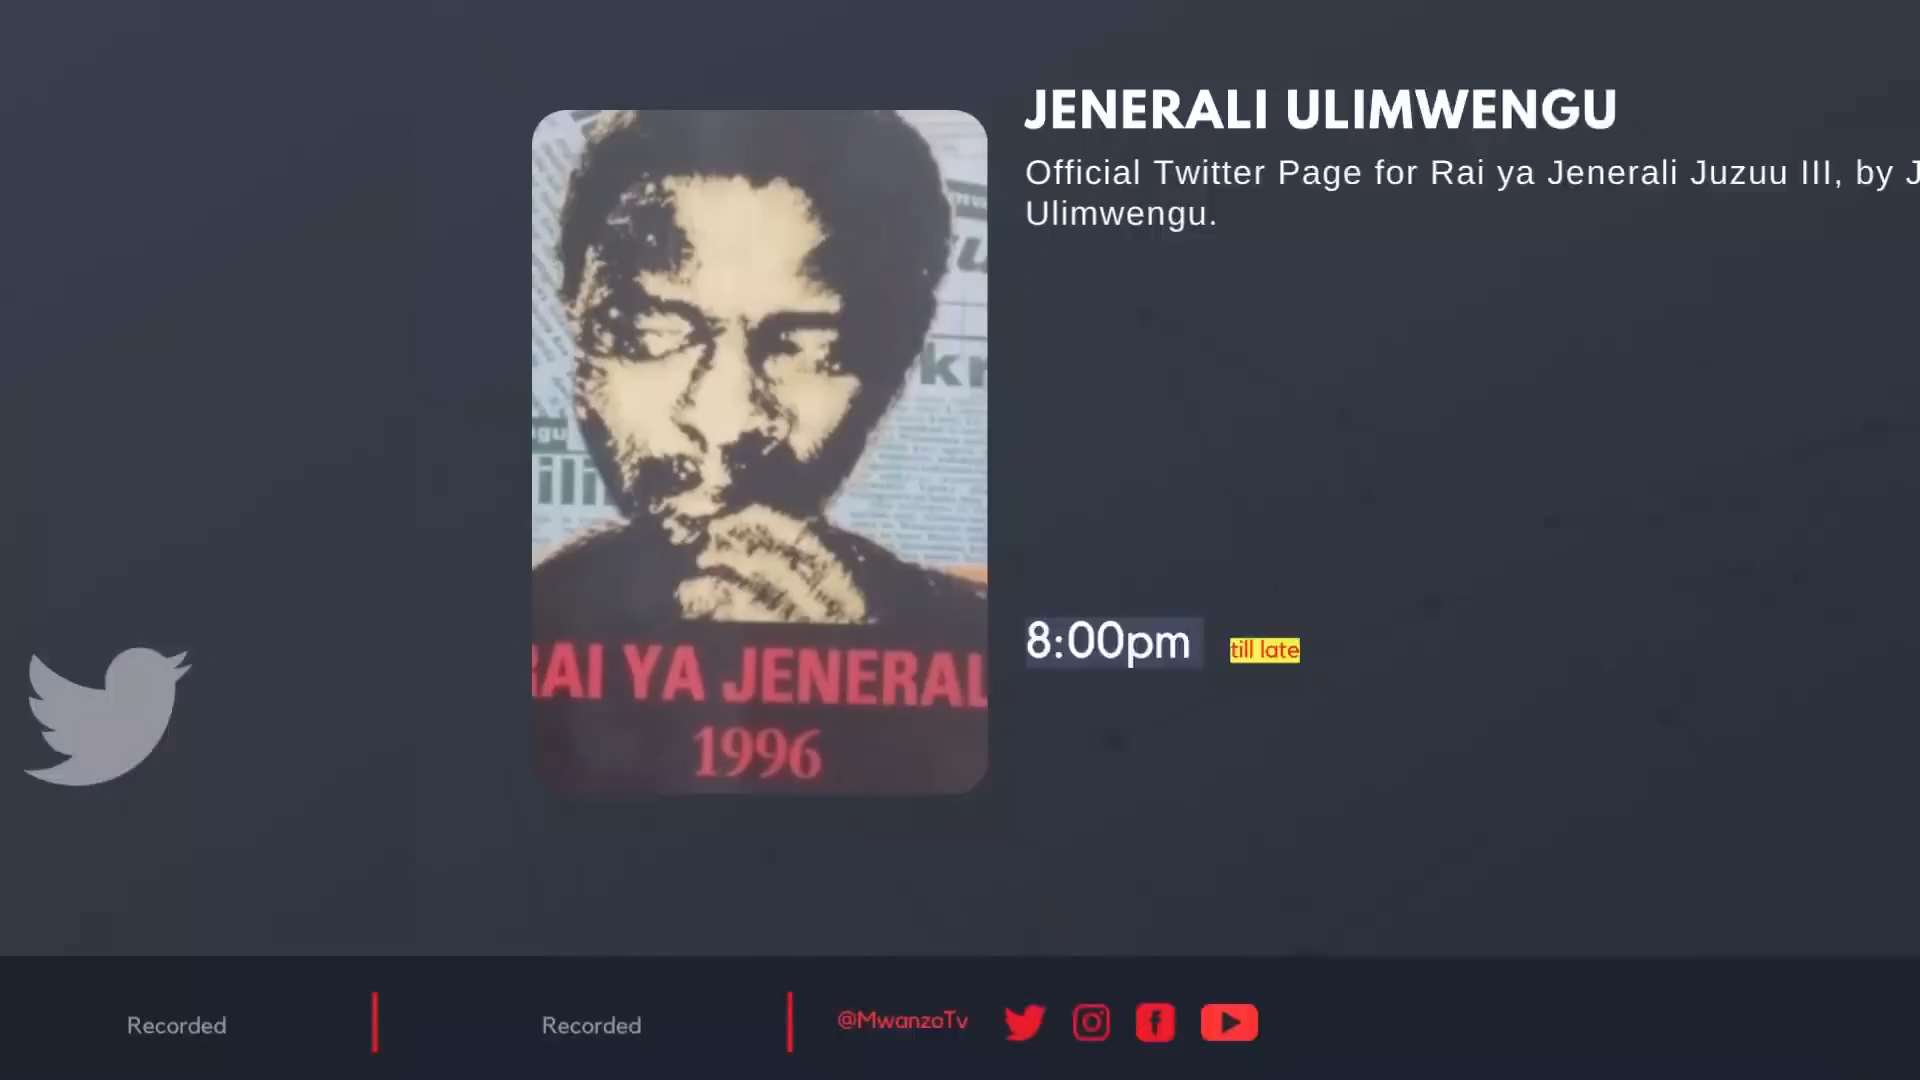 JENERALI ULIMWENGU
Official Twitter Page for Rai ya Jenerali Juzuu III, by J
Ulimwengu.
RAI YA JENERAL
1996
8:00pm
till late
Recorded
Recorded
@MwanzoTv